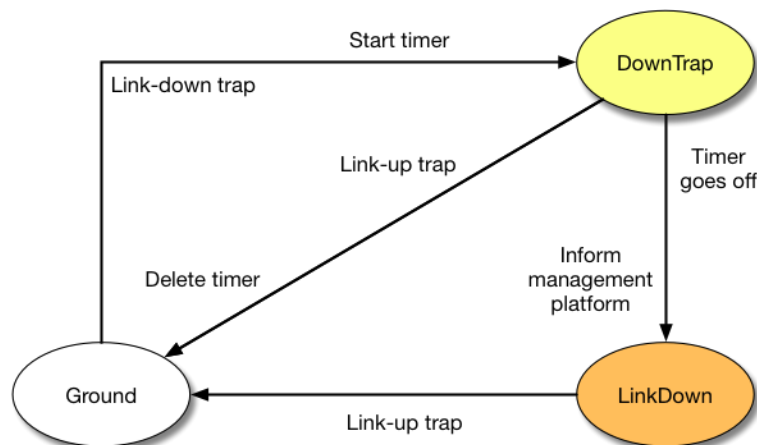 Start timer
DownTrap
Link-down trap
Link-up trap
Timer
goes off
Delete timer
Inform
management
platform
Ground
LinkDown
Link-up trap